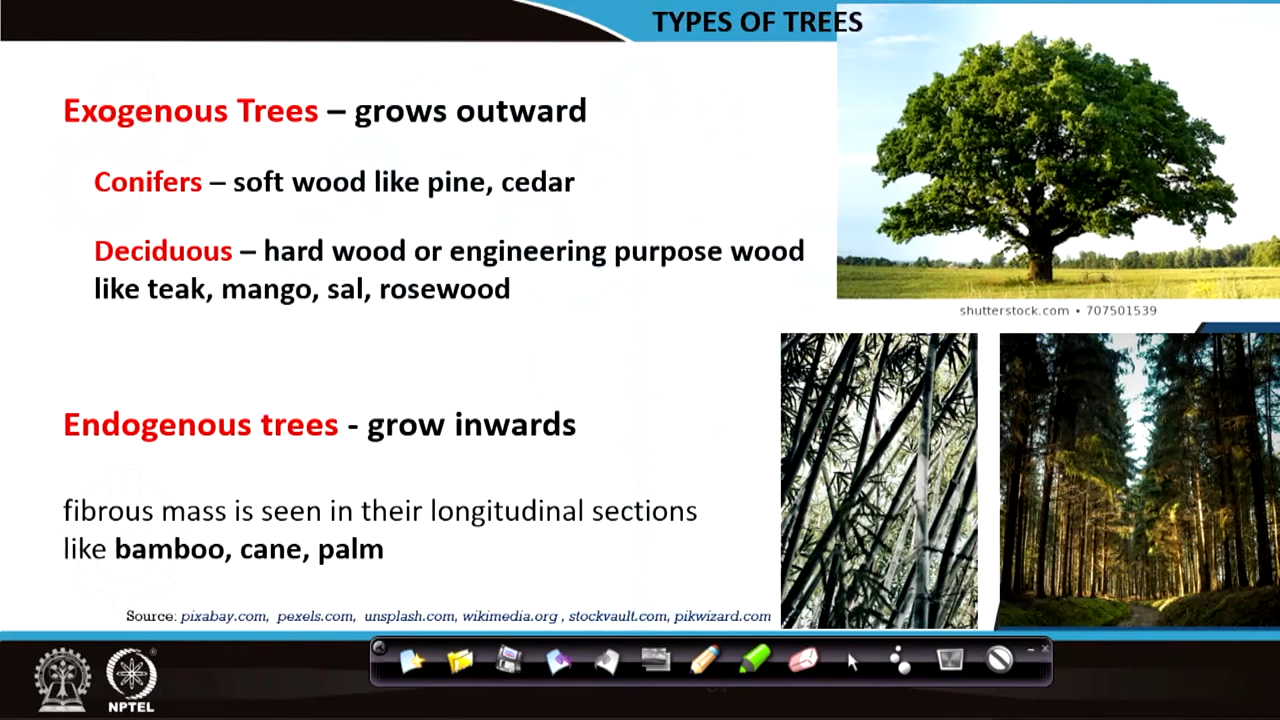 TYPES OF TREES
Exogenous Trees – grows outward
Conifers – soft wood like pine, cedar
Deciduous – hard wood or engineering purpose wood
like teak, mango, sal, rosewood
shutterstock.com • 707501539
Endogenous trees - grow inwards
fibrous mass is seen in their longitudinal sections
like bamboo, cane, palm
Source: pixabay.com, pexels.com, unsplash.com, wikimedia.org , stockvault.com, pikwizard.com
NPTEL